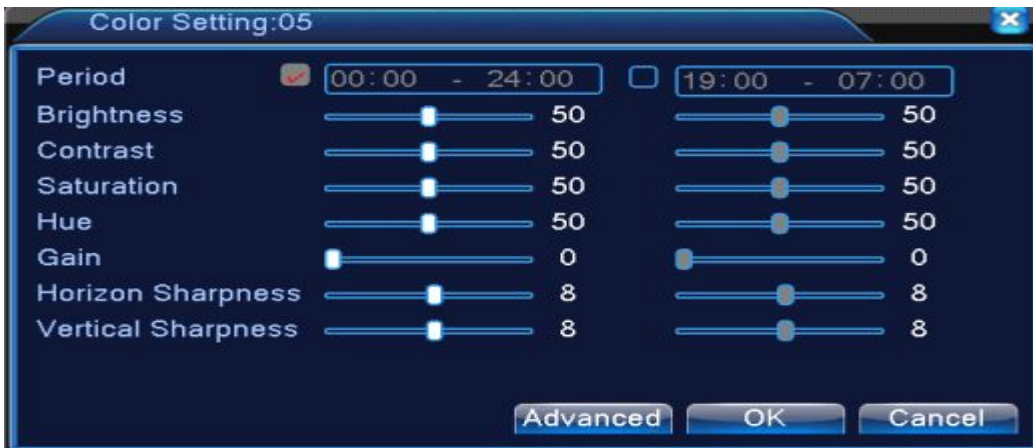 Color Setting:05
Period 00:00 - 24:00 19:00 - 07:00
Brightness 50 50
Contrast 50 50
Saturation 50 50
Hue 50 50
Gain 0 0
Horizon Sharpness 8 8
Vertical Sharpness 8 8
Advanced OK Cancel